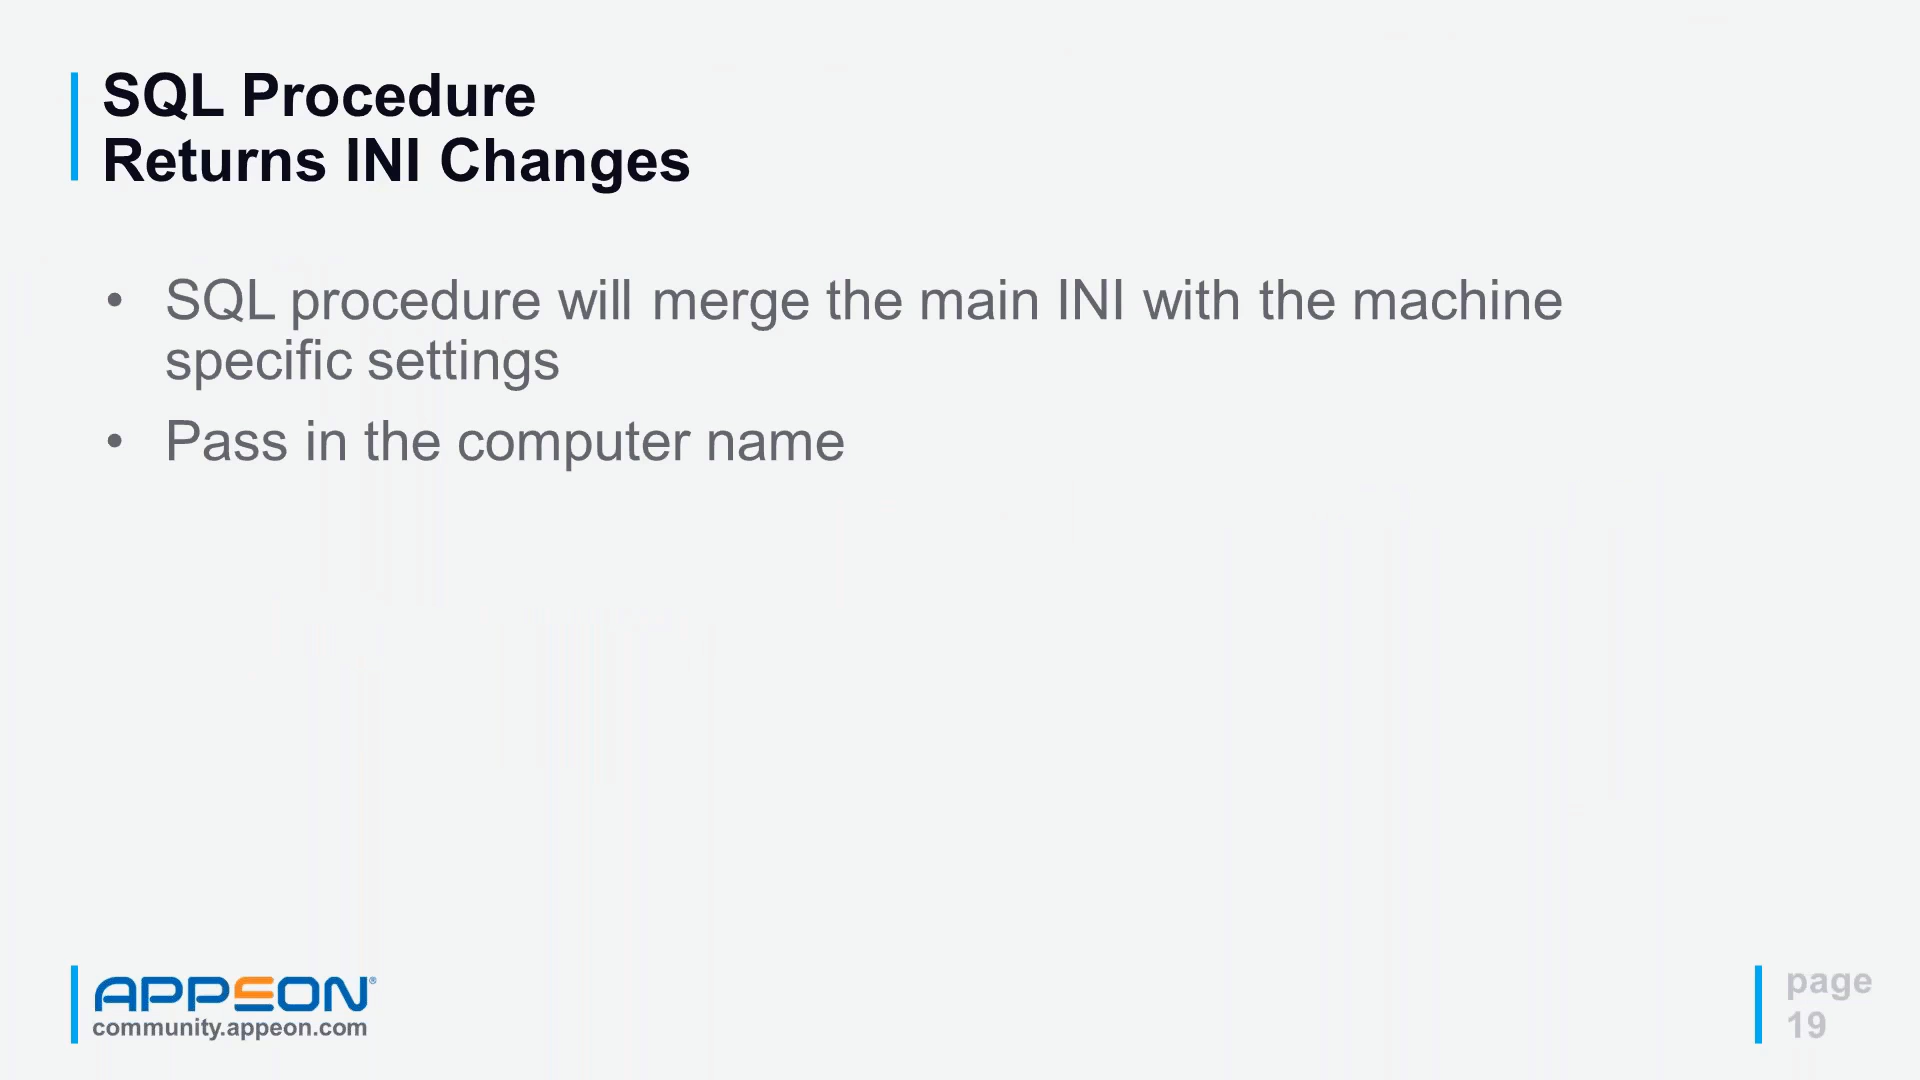 SQL Procedure
Returns INI Changes
• SQL procedure will merge the main INI with the machine
specific settings
• Pass in the computer name
APPEON®
community.appeon.com
page
19